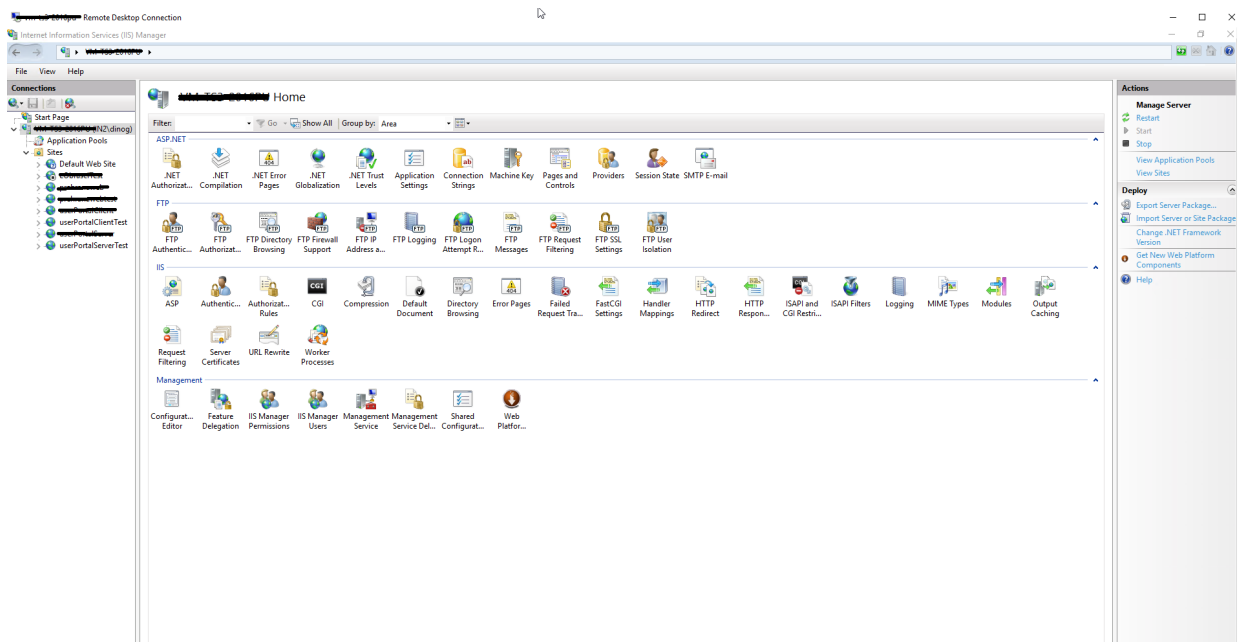 Remote Desktop Connection
Internet Information Services (IIS) Manager
File View Help
Connections
Start Page
(NZ\dinog)
Application Pools
Sites
Default Web Site
userPortalClientTest
userPortalServerTest
Home
Filter: Go Show All Group by: Area
ASP.NET
.NET Authorizat...
.NET Compilation
.NET Error Pages
.NET Globalization
.NET Trust Levels
Application Settings
Connection Strings
Machine Key
Pages and Controls
Providers
Session State
SMTP E-mail
FTP
FTP Authentic...
FTP Authorizat...
FTP Directory Browsing
FTP Firewall Support
FTP IP Address a...
FTP Logging
FTP Logon Attempt R...
FTP Messages
FTP Request Filtering
FTP SSL Settings
FTP User Isolation
IIS
ASP
Authentic...
Authorizat... Rules
CGI
Compression
Default Document
Directory Browsing
Error Pages
Failed Request Tra...
FastCGI Settings
Handler Mappings
HTTP Redirect
HTTP Respon...
ISAPI and CGI Restri...
ISAPI Filters
Logging
MIME Types
Modules
Output Caching
Request Filtering
Server Certificates
URL Rewrite
Worker Processes
Management
Configurat... Editor
Feature Delegation
IIS Manager Permissions
IIS Manager Users
Management Service
Management Service Del...
Shared Configurat...
Web Platfor...
Actions
Manage Server
Restart
Start
Stop
View Application Pools
View Sites
Deploy
Export Server Package...
Import Server or Site Package
Change .NET Framework
Version
Get New Web Platform
Components
Help